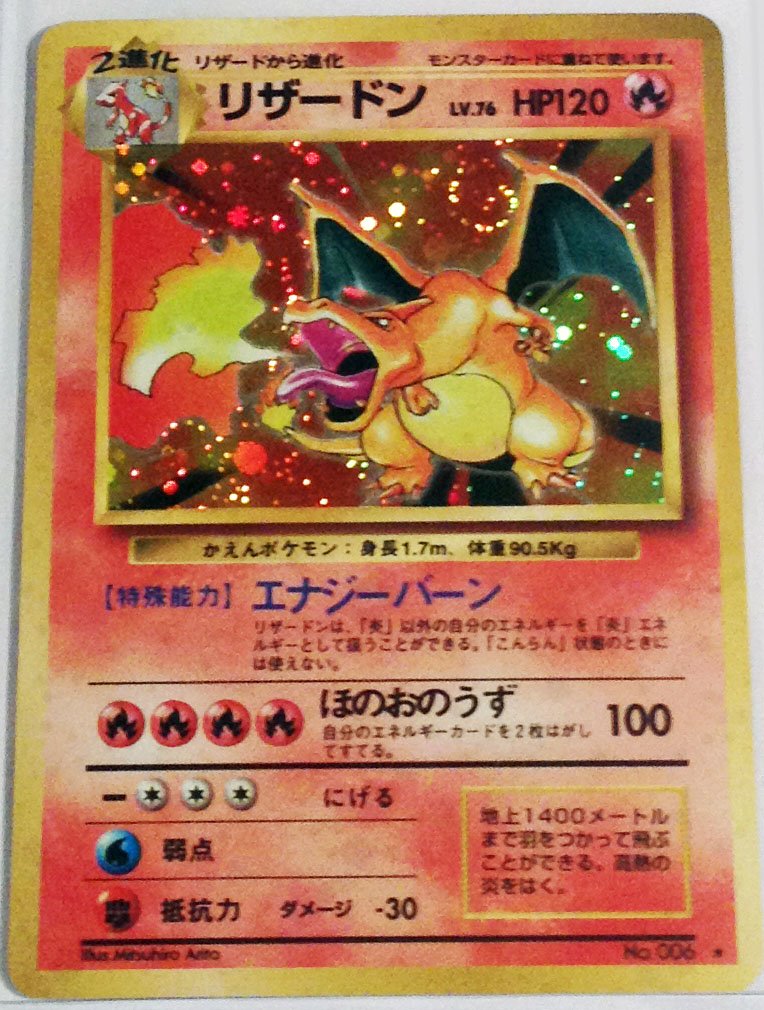 2進化 リザードから進化 モンスターカードに重ねて使います。
リザードン LV.76 HP120
かえんポケモン：身長1.7m、体重90.5Kg
【特殊能力】エナジーバーン
リザードンは、「炎」以外の自分のエネルギーを「炎」エネ
ルギーとして扱うことができる。「こんらん」状態のときに
は使えない。
ほのおのうず 100
自分のエネルギーカードを2枚はがし
てすてる。
にげる
弱点
抵抗力 ダメージ -30
地上1400メートル
まで羽をつかって飛ぶ
ことができる。高熱の
炎をはく。
Illus.Mitsuhiro Arita No.006